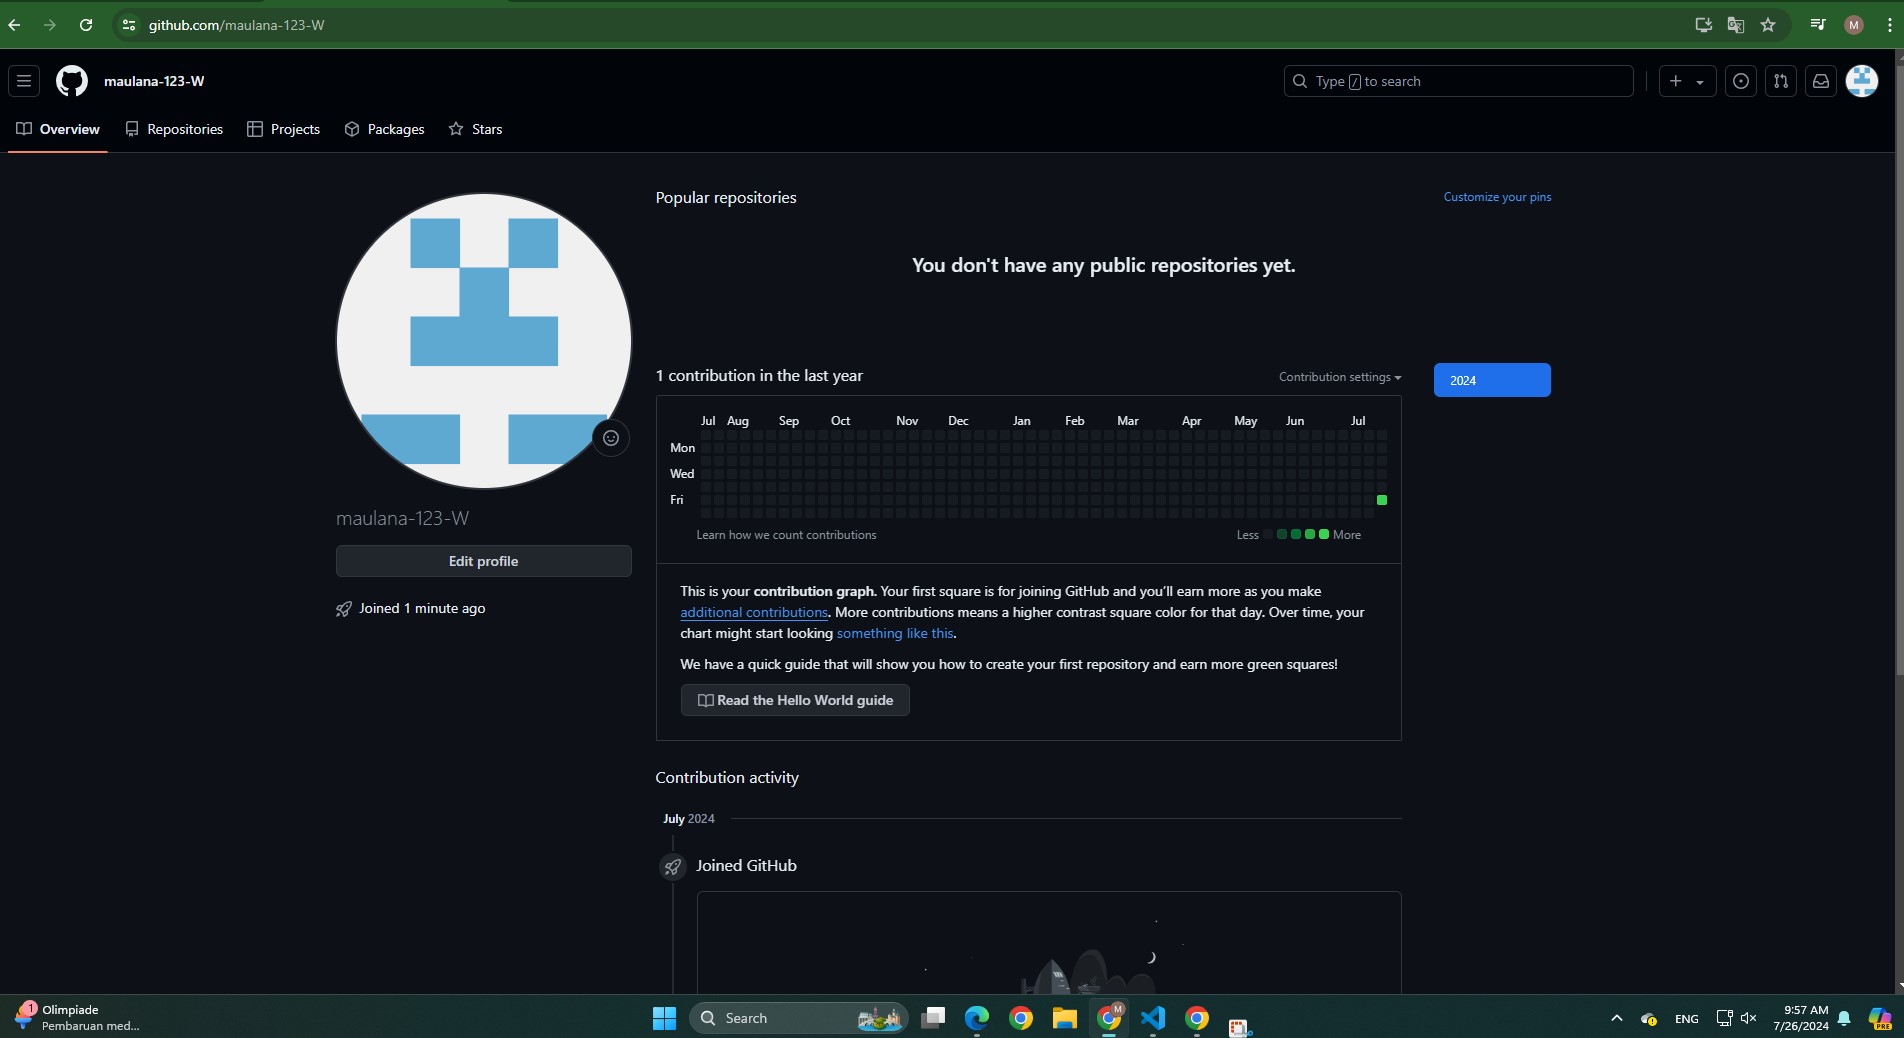 github.com/maulana-123-W
M
maulana-123-W
Type / to search
Overview
Repositories
Projects
Packages
Stars
Popular repositories
Customize your pins
You don't have any public repositories yet.
1 contribution in the last year
Contribution settings
2024
Jul Aug Sep Oct Nov Dec Jan Feb Mar Apr May Jun Jul
Mon
Wed
Fri
Learn how we count contributions
Less More
maulana-123-W
Edit profile
Joined 1 minute ago
This is your contribution graph. Your first square is for joining GitHub and you’ll earn more as you make
additional contributions. More contributions means a higher contrast square color for that day. Over time, your
chart might start looking something like this.
We have a quick guide that will show you how to create your first repository and earn more green squares!
Read the Hello World guide
Contribution activity
July 2024
Joined GitHub
1
Olimpiade
Pembaruan med...
Search
M
ENG
9:57 AM
7/26/2024
PRE